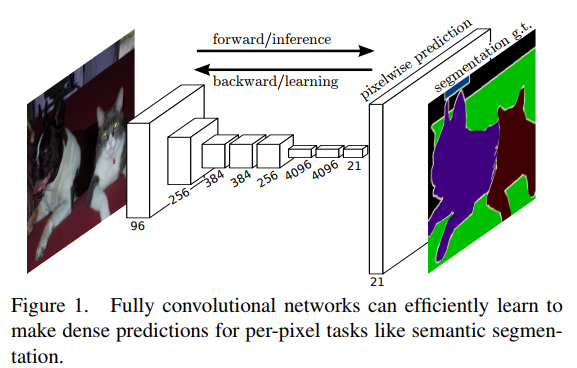 forward/inference
backward/learning
pixelwise prediction
segmentation g.t.
96
256
384
384
256
4096
4096
21
21
Figure 1. Fully convolutional networks can efficiently learn to
make dense predictions for per-pixel tasks like semantic segmen-
tation.